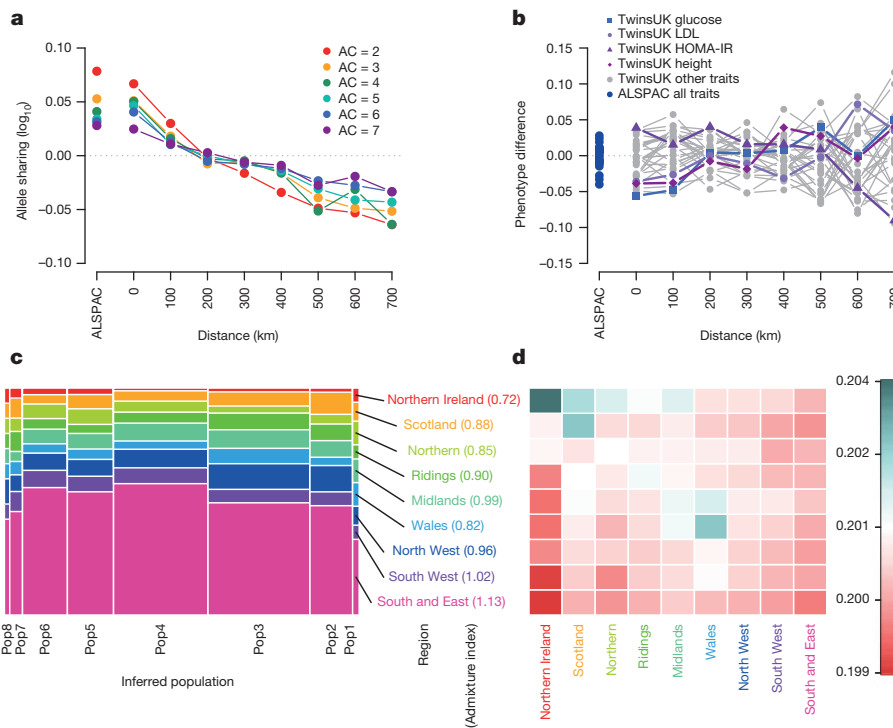 a
Allele sharing (log10)
0.10
0.05
0.00
−0.05
−0.10
AC = 2
AC = 3
AC = 4
AC = 5
AC = 6
AC = 7
ALSPAC
0
100
200
300
400
500
600
700
Distance (km)
b
Phenotype difference
0.15
0.10
0.05
0.00
−0.05
−0.10
−0.15
TwinsUK glucose
TwinsUK LDL
TwinsUK HOMA-IR
TwinsUK height
TwinsUK other traits
ALSPAC all traits
ALSPAC
0
100
200
300
400
500
600
700
Distance (km)
c
Northern Ireland (0.72)
Scotland (0.88)
Northern (0.85)
Ridings (0.90)
Midlands (0.99)
Wales (0.82)
North West (0.96)
South West (1.02)
South and East (1.13)
Pop8
Pop7
Pop6
Pop5
Pop4
Pop3
Pop2
Pop1
Region
(Admixture index)
Inferred population
d
0.204
0.202
0.201
0.200
0.199
Northern Ireland
Scotland
Northern
Ridings
Midlands
Wales
North West
South West
South and East